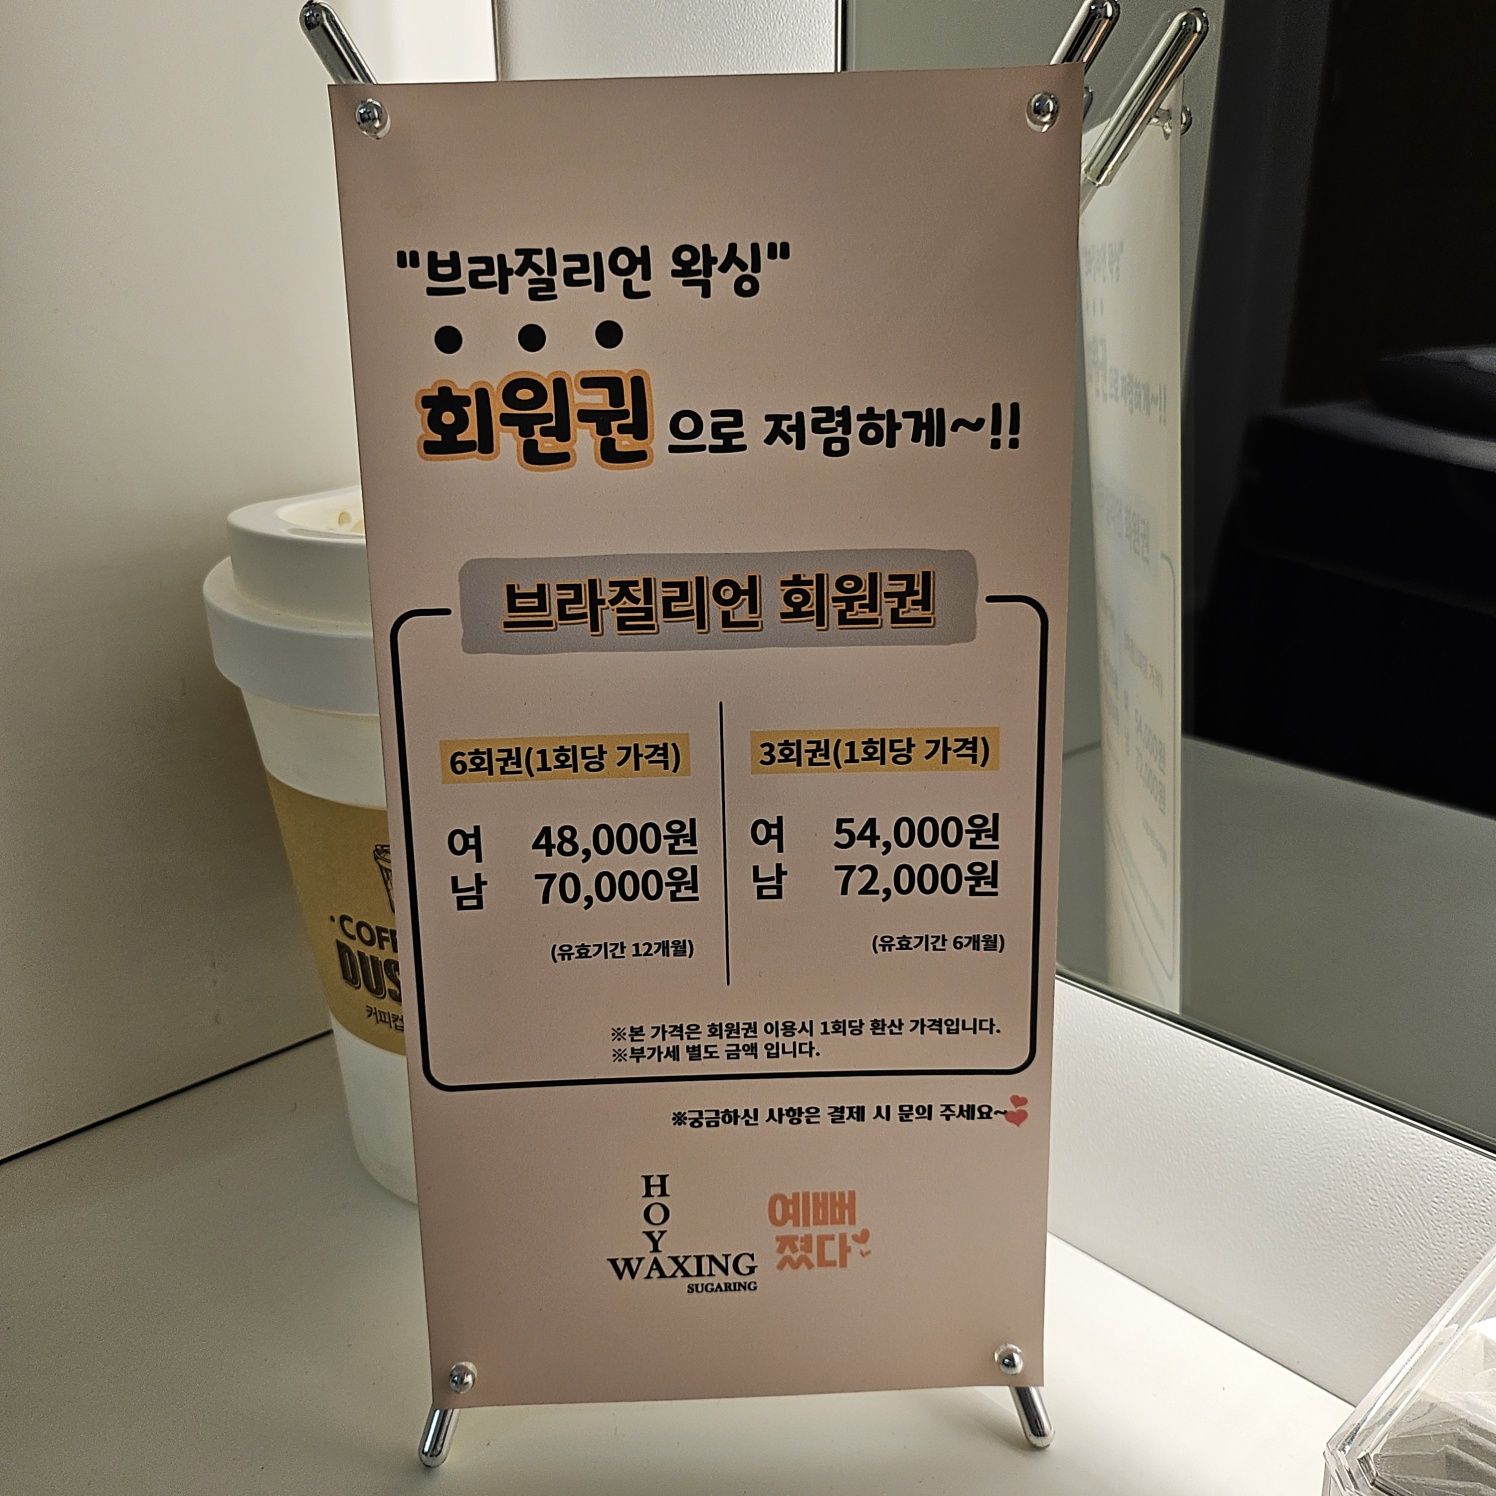 "브라질리언 왁싱"
회원권으로 저렴하게~!!
브라질리언 회원권
6회권(1회당 가격)
여 48,000원
남 70,000원
(유효기간 12개월)
3회권(1회당 가격)
여 54,000원
남 72,000원
(유효기간 6개월)
※본 가격은 회원권 이용시 1회당 환산 가격입니다.
※부가세 별도 금액 입니다.
※궁금하신 사항은 결제 시 문의 주세요~
HOY
WAXING
SUGARING
예뻐
졌다
커피컵